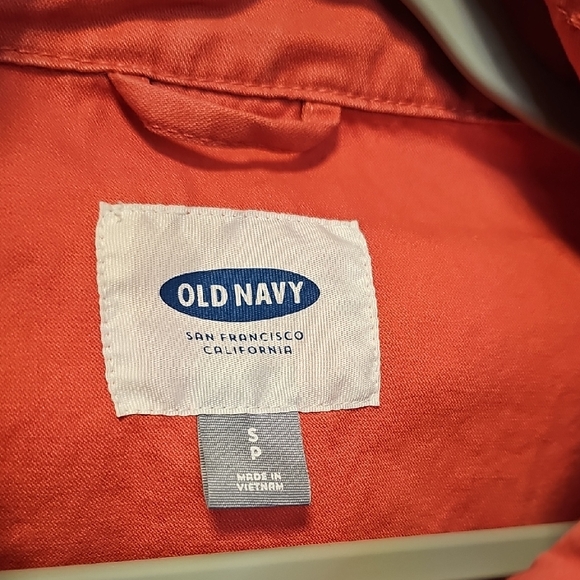 OLD NAVY
SAN FRANCISCO
CALIFORNIA
S
P
MADE IN
VIETNAM